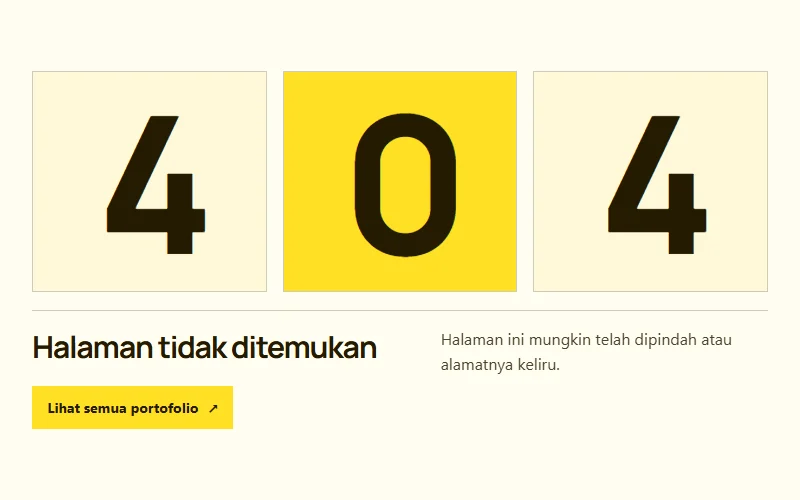 4 0 4
Halaman tidak ditemukan
Halaman ini mungkin telah dipindah atau
alamatnya keliru.
Lihat semua portofolio ↗